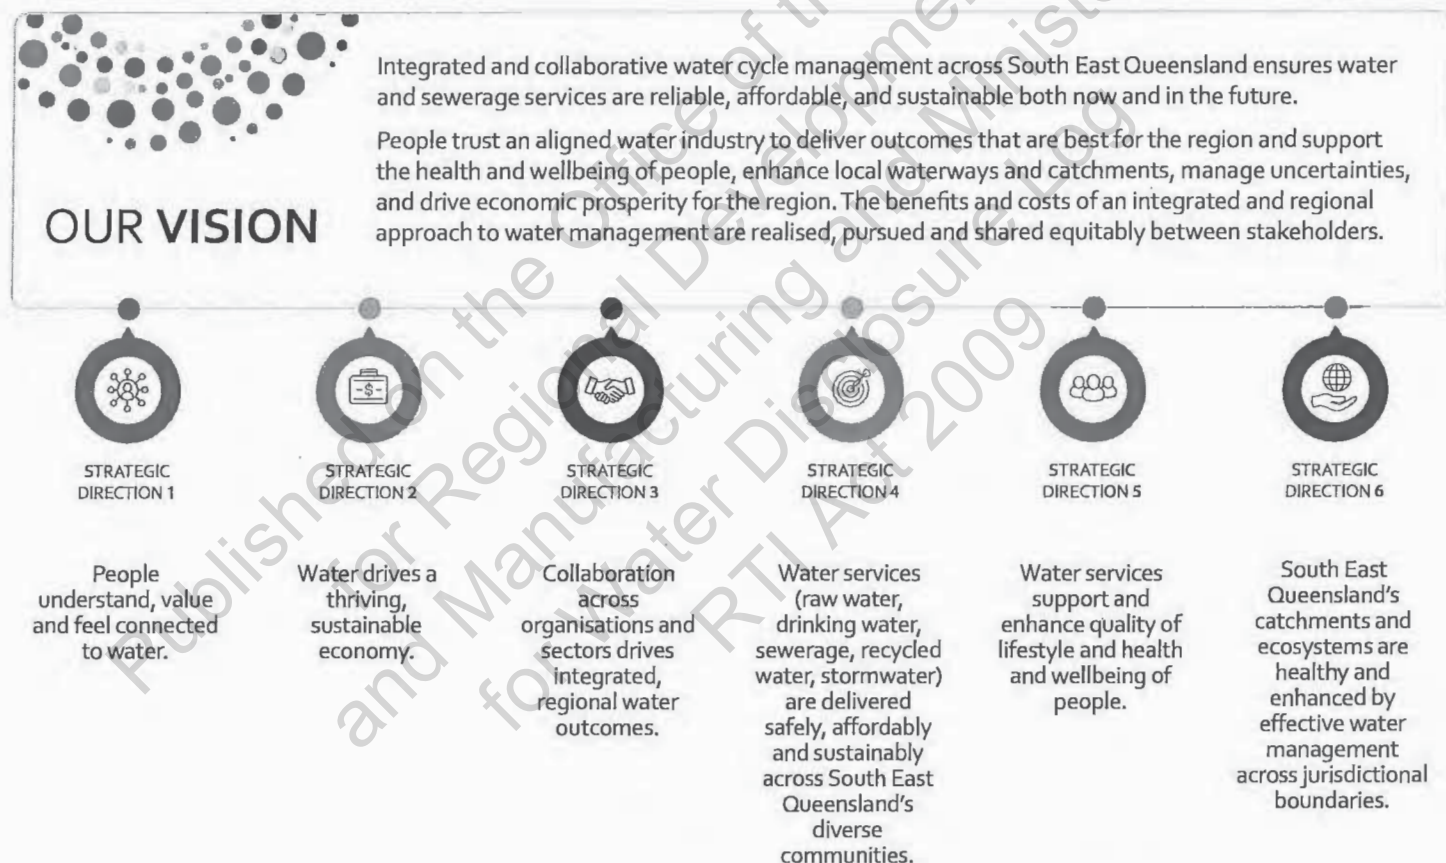 Integrated and collaborative water cycle management across South East Queensland ensures water
and sewerage services are reliable, affordable, and sustainable both now and in the future.
People trust an aligned water industry to deliver outcomes that are best for the region and support
the health and wellbeing of people, enhance local waterways and catchments, manage uncertainties,
and drive economic prosperity for the region. The benefits and costs of an integrated and regional
approach to water management are realised, pursued and shared equitably between stakeholders.
OUR VISION
-$-
STRATEGIC
DIRECTION 1
People
understand, value
and feel connected
to water.
STRATEGIC
DIRECTION 2
Water drives a
thriving,
sustainable
economy.
STRATEGIC
DIRECTION 3
Collaboration
across
organisations and
sectors drives
integrated,
regional water
outcomes.
STRATEGIC
DIRECTION 4
Water services
(raw water,
drinking water,
sewerage, recycled
water, stormwater)
are delivered
safely, affordably
and sustainably
across South East
Queensland's
diverse
communities.
STRATEGIC
DIRECTION 5
Water services
support and
enhance quality of
lifestyle and health
and wellbeing of
people.
STRATEGIC
DIRECTION 6
South East
Queensland's
catchments and
ecosystems are
healthy and
enhanced by
effective water
management
across jurisdictional
boundaries.
Published on the Office of
for Regional Development
and Manufacturing and
for Water Disclosure Log
RTI Act 2009